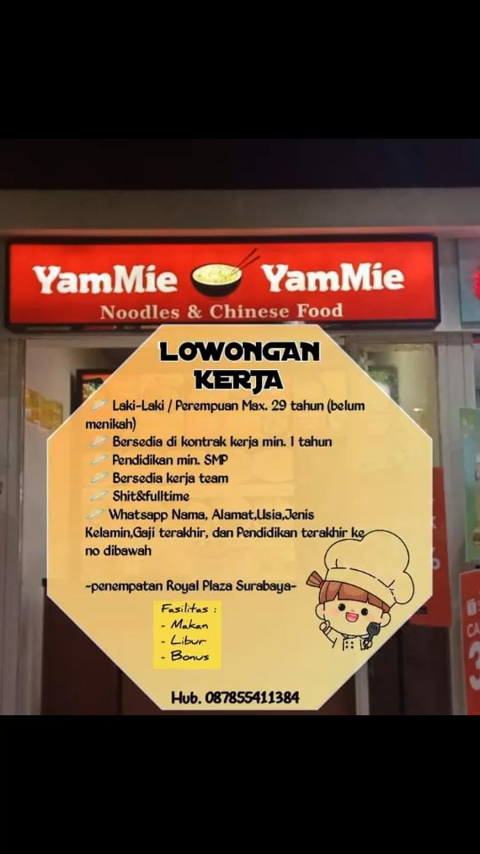 YamMie YamMie
Noodles & Chinese Food
LOWONGAN
KERJA
Laki-Laki / Perempuan Max. 29 tahun (belum
menikah)
Bersedia di kontrak kerja min. 1 tahun
Pendidikan min. SMP
Bersedia kerja team
Shit&fulltime
Whatsapp Nama, Alamat,Usia,Jenis
Kelamin,Gaji terakhir, dan Pendidikan terakhir ke
no dibawah
-penempatan Royal Plaza Surabaya-
Fasilitas :
- Makan
- Libur
- Bonus
Hub. 087855411384